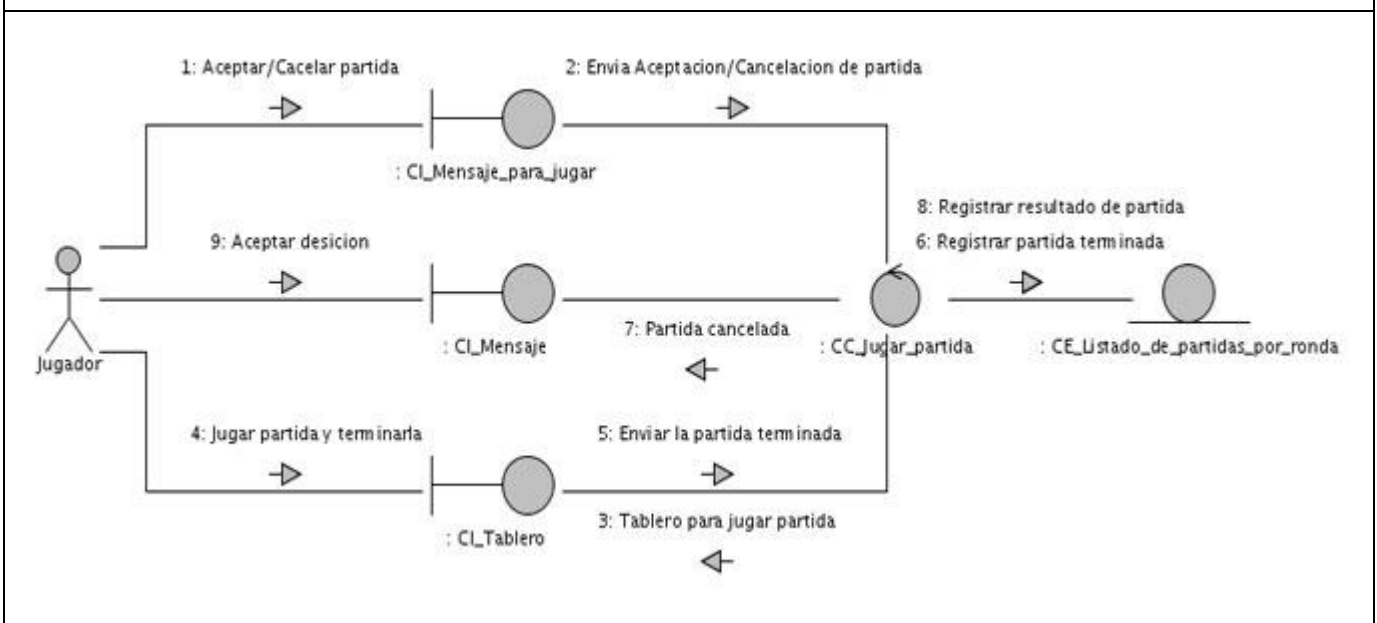 1: Aceptar/Cacelar partida
2: Envia Aceptacion/Cancelacion de partida
: CI_Mensaje_para_jugar
8: Registrar resultado de partida
9: Aceptar desicion
6: Registrar partida terminada
7: Partida cancelada
: CI_Mensaje
: CC_Jugar_partida
: CE_Listado_de_partidas_por_ronda
Jugador
4: Jugar partida y terminarla
5: Enviar la partida terminada
3: Tablero para jugar partida
: CI_Tablero